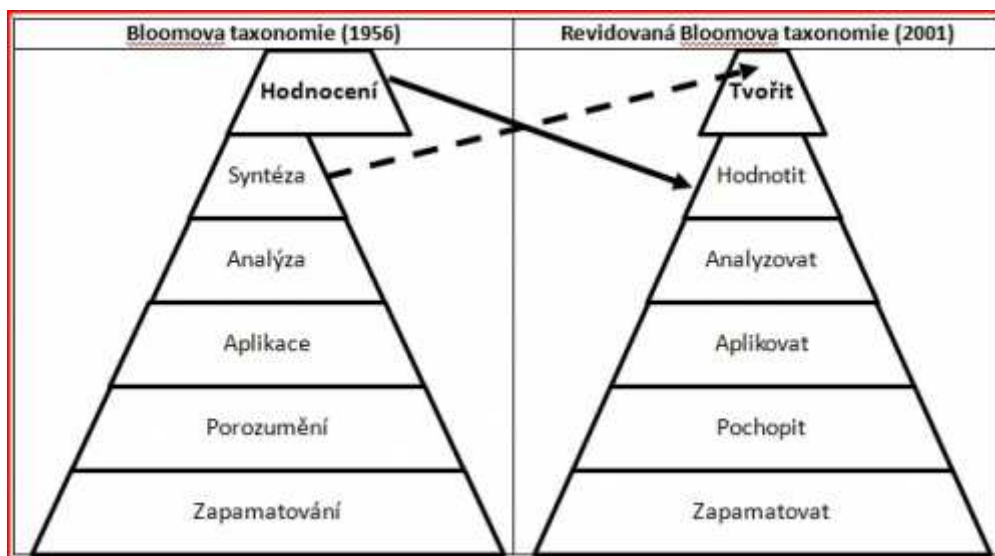 Bloomova taxonomie (1956)
Revidovaná Bloomova taxonomie (2001)
Hodnocení
Syntéza
Analýza
Aplikace
Porozumění
Zapamatování
Tvořit
Hodnotit
Analyzovat
Aplikovat
Pochopit
Zapamatovat